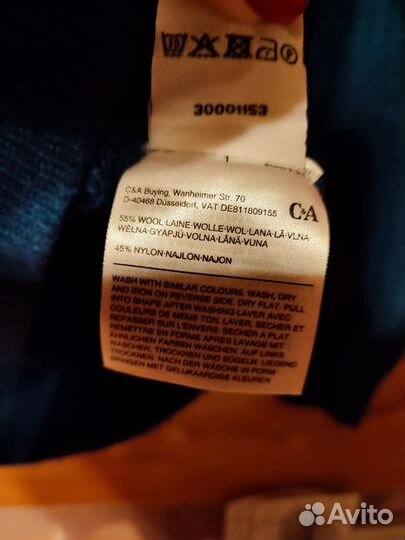 30001153
1
C&A Buying, Wanheimer Str. 70
D-40468 Düsseldorf, VAT DE811809155
C&A
55% WOOL·LAINE·WOLLE·WOL·LANA·LÃ·VLNA·
WEŁNA·GYAPJÚ·VOLNA·LÂNĂ·VUNA
45% NYLON·NAJLON·NAJON
WASH WITH SIMILAR COLOURS. WASH, DRY
AND IRON ON REVERSE SIDE. DRY FLAT. PULL
INTO SHAPE AFTER WASHING·LAVER AVEC
COULEURS DE MEME TON. LAVER, SECHER ET
REPASSER SUR L'ENVERS. SECHER A PLAT.
REMETTRE EN FORME APRES LAVAGE·MIT
ÄHNLICHEN FARBEN WASCHEN. AUF LINKS
WASCHEN, TROCKNEN UND BÜGELN. LIEGEND
TROCKNEN. NACH DER WÄSCHE IN FORM
BRINGEN·MET GELIJKAARDIGE KLEUREN
Avito